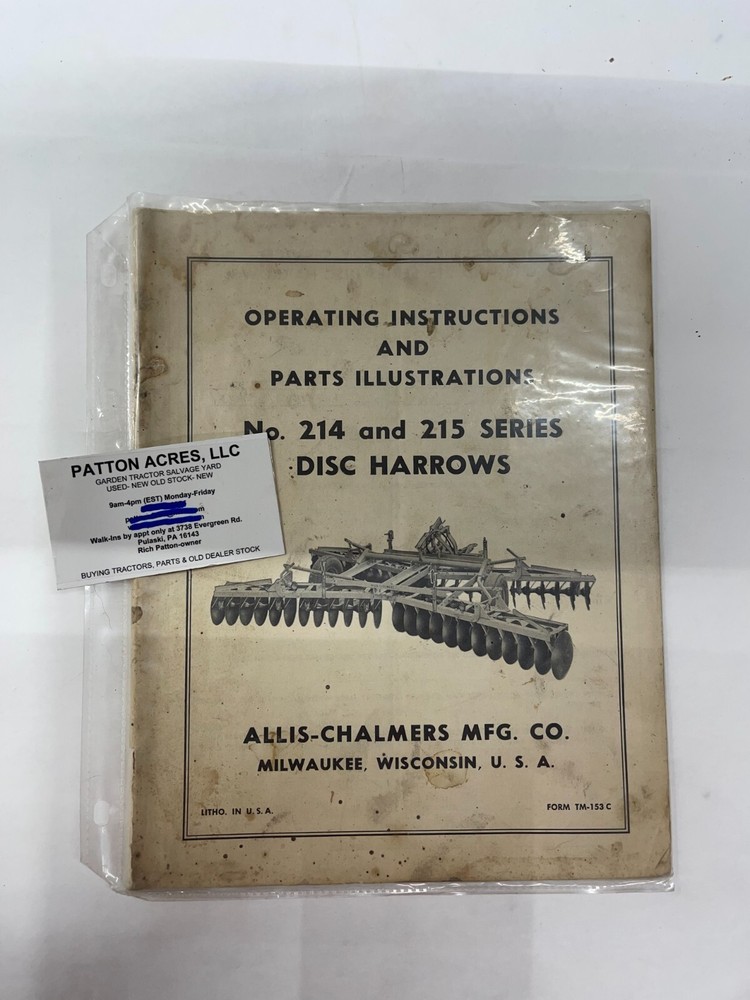 OPERATING INSTRUCTIONS
AND
PARTS ILLUSTRATIONS
No. 214 and 215 SERIES
DISC HARROWS
PATTON ACRES, LLC
GARDEN TRACTOR SALVAGE YARD
USED- NEW OLD STOCK- NEW
9am-4pm (EST) Monday-Friday
Walk-Ins by appt only at 3738 Evergreen Rd.
Pulaski, PA 16143
Rich Patton-owner
BUYING TRACTORS, PARTS & OLD DEALER STOCK
ALLIS-CHALMERS MFG. CO.
MILWAUKEE, WISCONSIN, U. S. A.
LITHO. IN U. S. A.
FORM TM-153 C